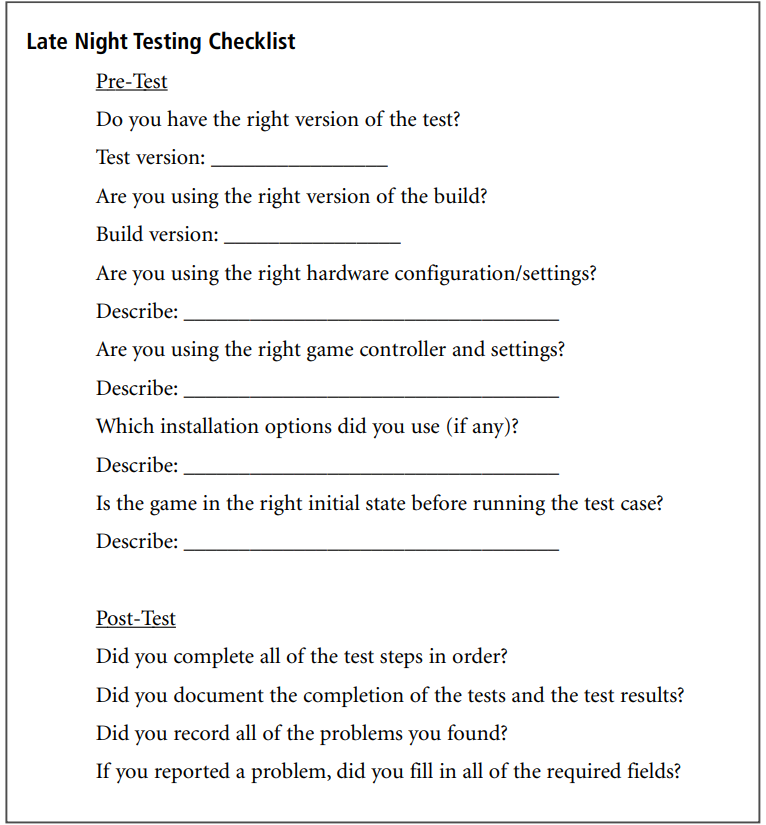 Late Night Testing Checklist
Pre-Test
Do you have the right version of the test?
Test version: ________________
Are you using the right version of the build?
Build version: ________________
Are you using the right hardware configuration/settings?
Describe: __________________________________
Are you using the right game controller and settings?
Describe: __________________________________
Which installation options did you use (if any)?
Describe: __________________________________
Is the game in the right initial state before running the test case?
Describe: __________________________________
Post-Test
Did you complete all of the test steps in order?
Did you document the completion of the tests and the test results?
Did you record all of the problems you found?
If you reported a problem, did you fill in all of the required fields?